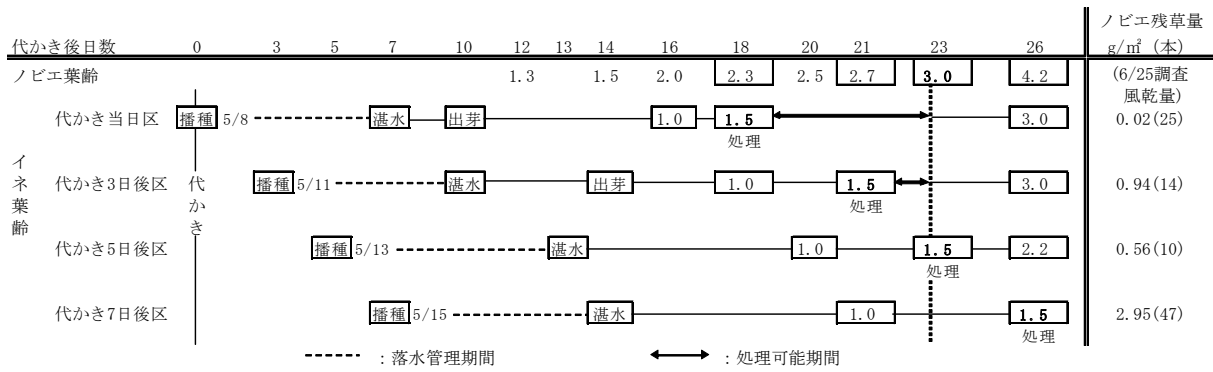 ノビエ残草量
代かき後日数 0 3 5 7 10 12 13 14 16 18 20 21 23 26 g/㎡ (本)
ノビエ葉齢 1.3 1.5 2.0 2.3 2.5 2.7 3.0 4.2 (6/25調査
風乾量)
代かき当日区 播種 5/8 湛水 出芽 1.0 1.5 3.0 0.02(25)
処理
イネ葉齢
代かき
代かき3日後区 播種 5/11 湛水 出芽 1.0 1.5 3.0 0.94(14)
処理
代かき5日後区 播種 5/13 湛水 1.0 1.5 2.2 0.56(10)
処理
代かき7日後区 播種 5/15 湛水 1.0 1.5 2.95(47)
処理
：落水管理期間 ：処理可能期間